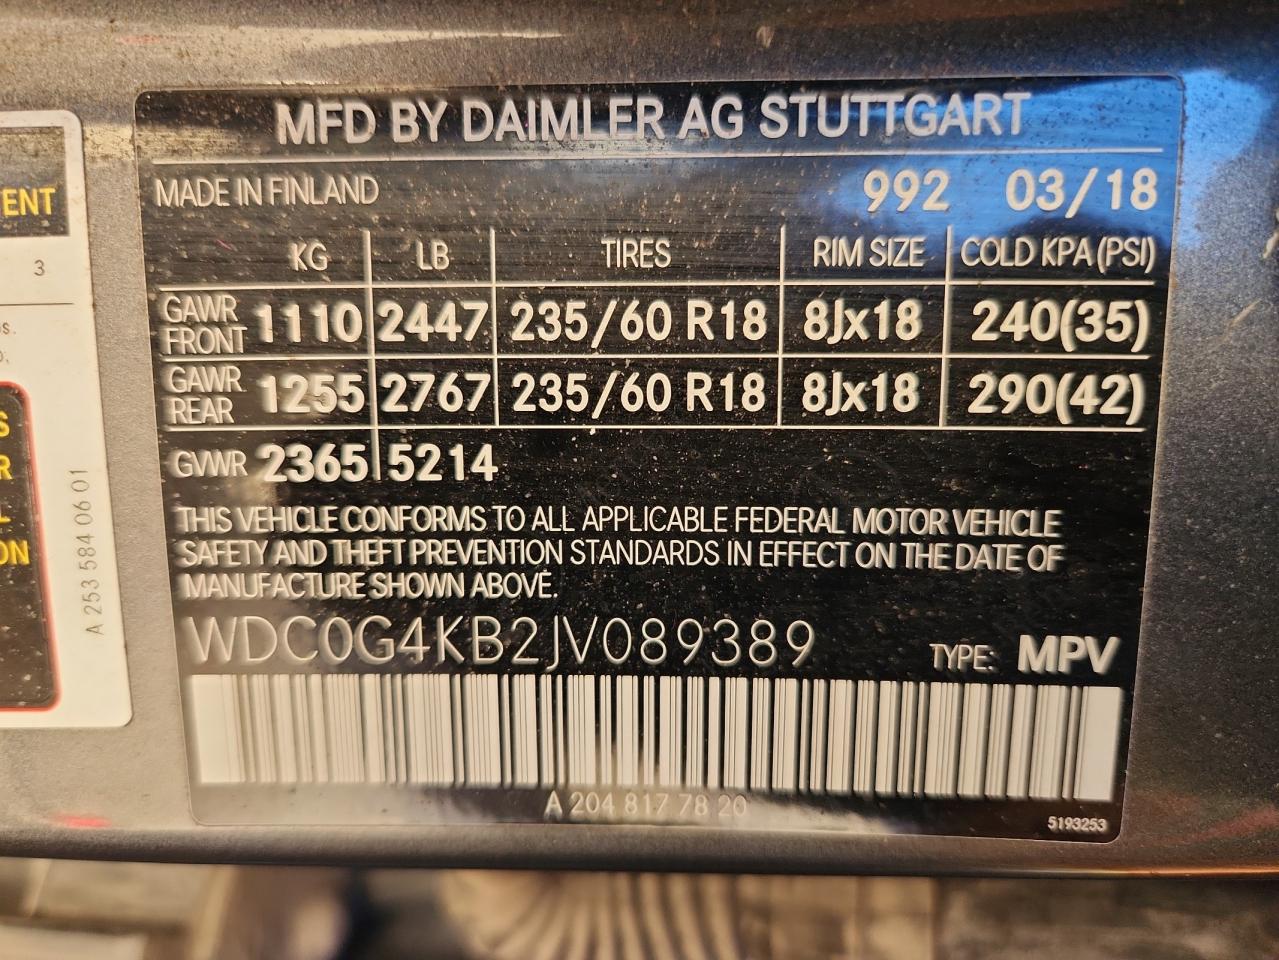 MFD BY DAIMLER AG STUTTGART
MADE IN FINLAND 992 03/18
KG LB TIRES RIM SIZE COLD KPA (PSI)
GAWR FRONT 1110 2447 235/60 R18 8Jx18 240(35)
GAWR REAR 1255 2767 235/60 R18 8Jx18 290(42)
GVWR 2365 5214
THIS VEHICLE CONFORMS TO ALL APPLICABLE FEDERAL MOTOR VEHICLE
SAFETY AND THEFT PREVENTION STANDARDS IN EFFECT ON THE DATE OF
MANUFACTURE SHOWN ABOVE.
WDC0G4KB2JV089389 TYPE: MPV
A 204 817 78 20
5193253
ENT
3
A 253 584 06 01
ON